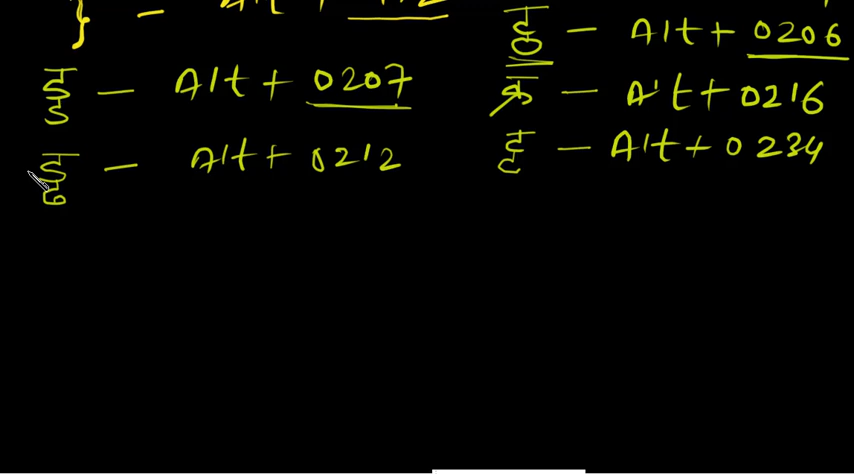 } –
ट्ठ – Alt + 0206
ड्ड – Alt + 0207
क्र – Alt + 0216
ड्ढ – Alt + 0212
ट्ट – Alt + 0234